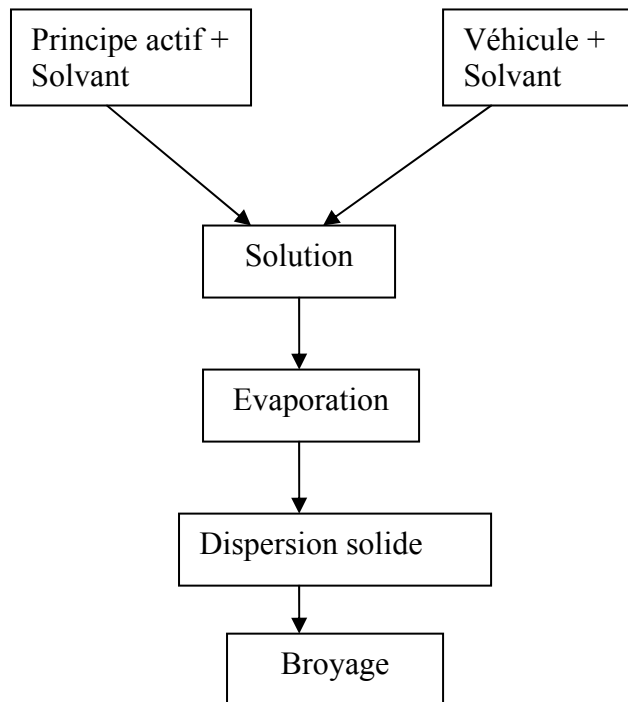 Principe actif +
Solvant
Véhicule +
Solvant
Solution
Evaporation
Dispersion solide
Broyage